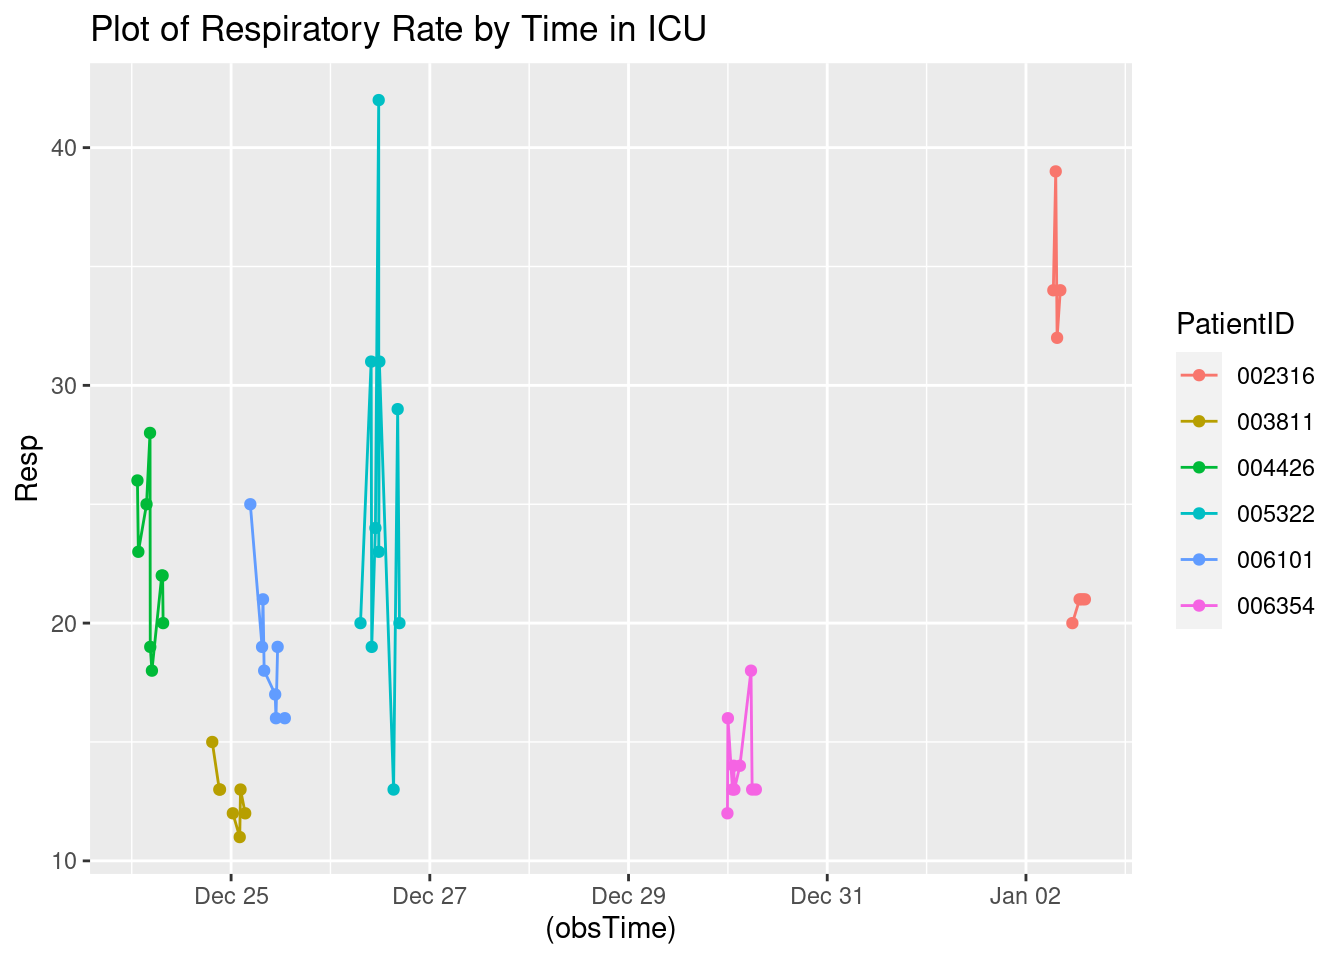 Plot of Respiratory Rate by Time in ICU
40
30
20
10
Resp
Dec 25
Dec 27
Dec 29
Dec 31
Jan 02
(obsTime)
PatientID
002316
003811
004426
005322
006101
006354